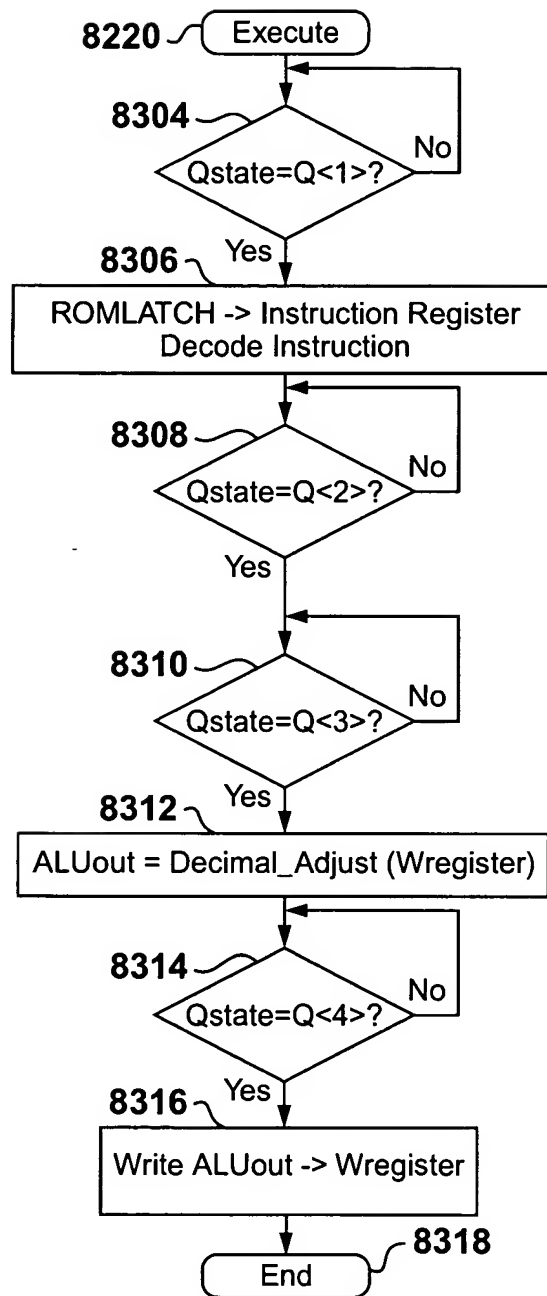 8220
Execute
8304
Qstate=Q<1>?
No
Yes
8306
ROMLATCH -> Instruction Register
Decode Instruction
8308
Qstate=Q<2>?
No
Yes
8310
Qstate=Q<3>?
No
Yes
8312
ALUout = Decimal_Adjust (Wregister)
8314
Qstate=Q<4>?
No
Yes
8316
Write ALUout -> Wregister
8318
End